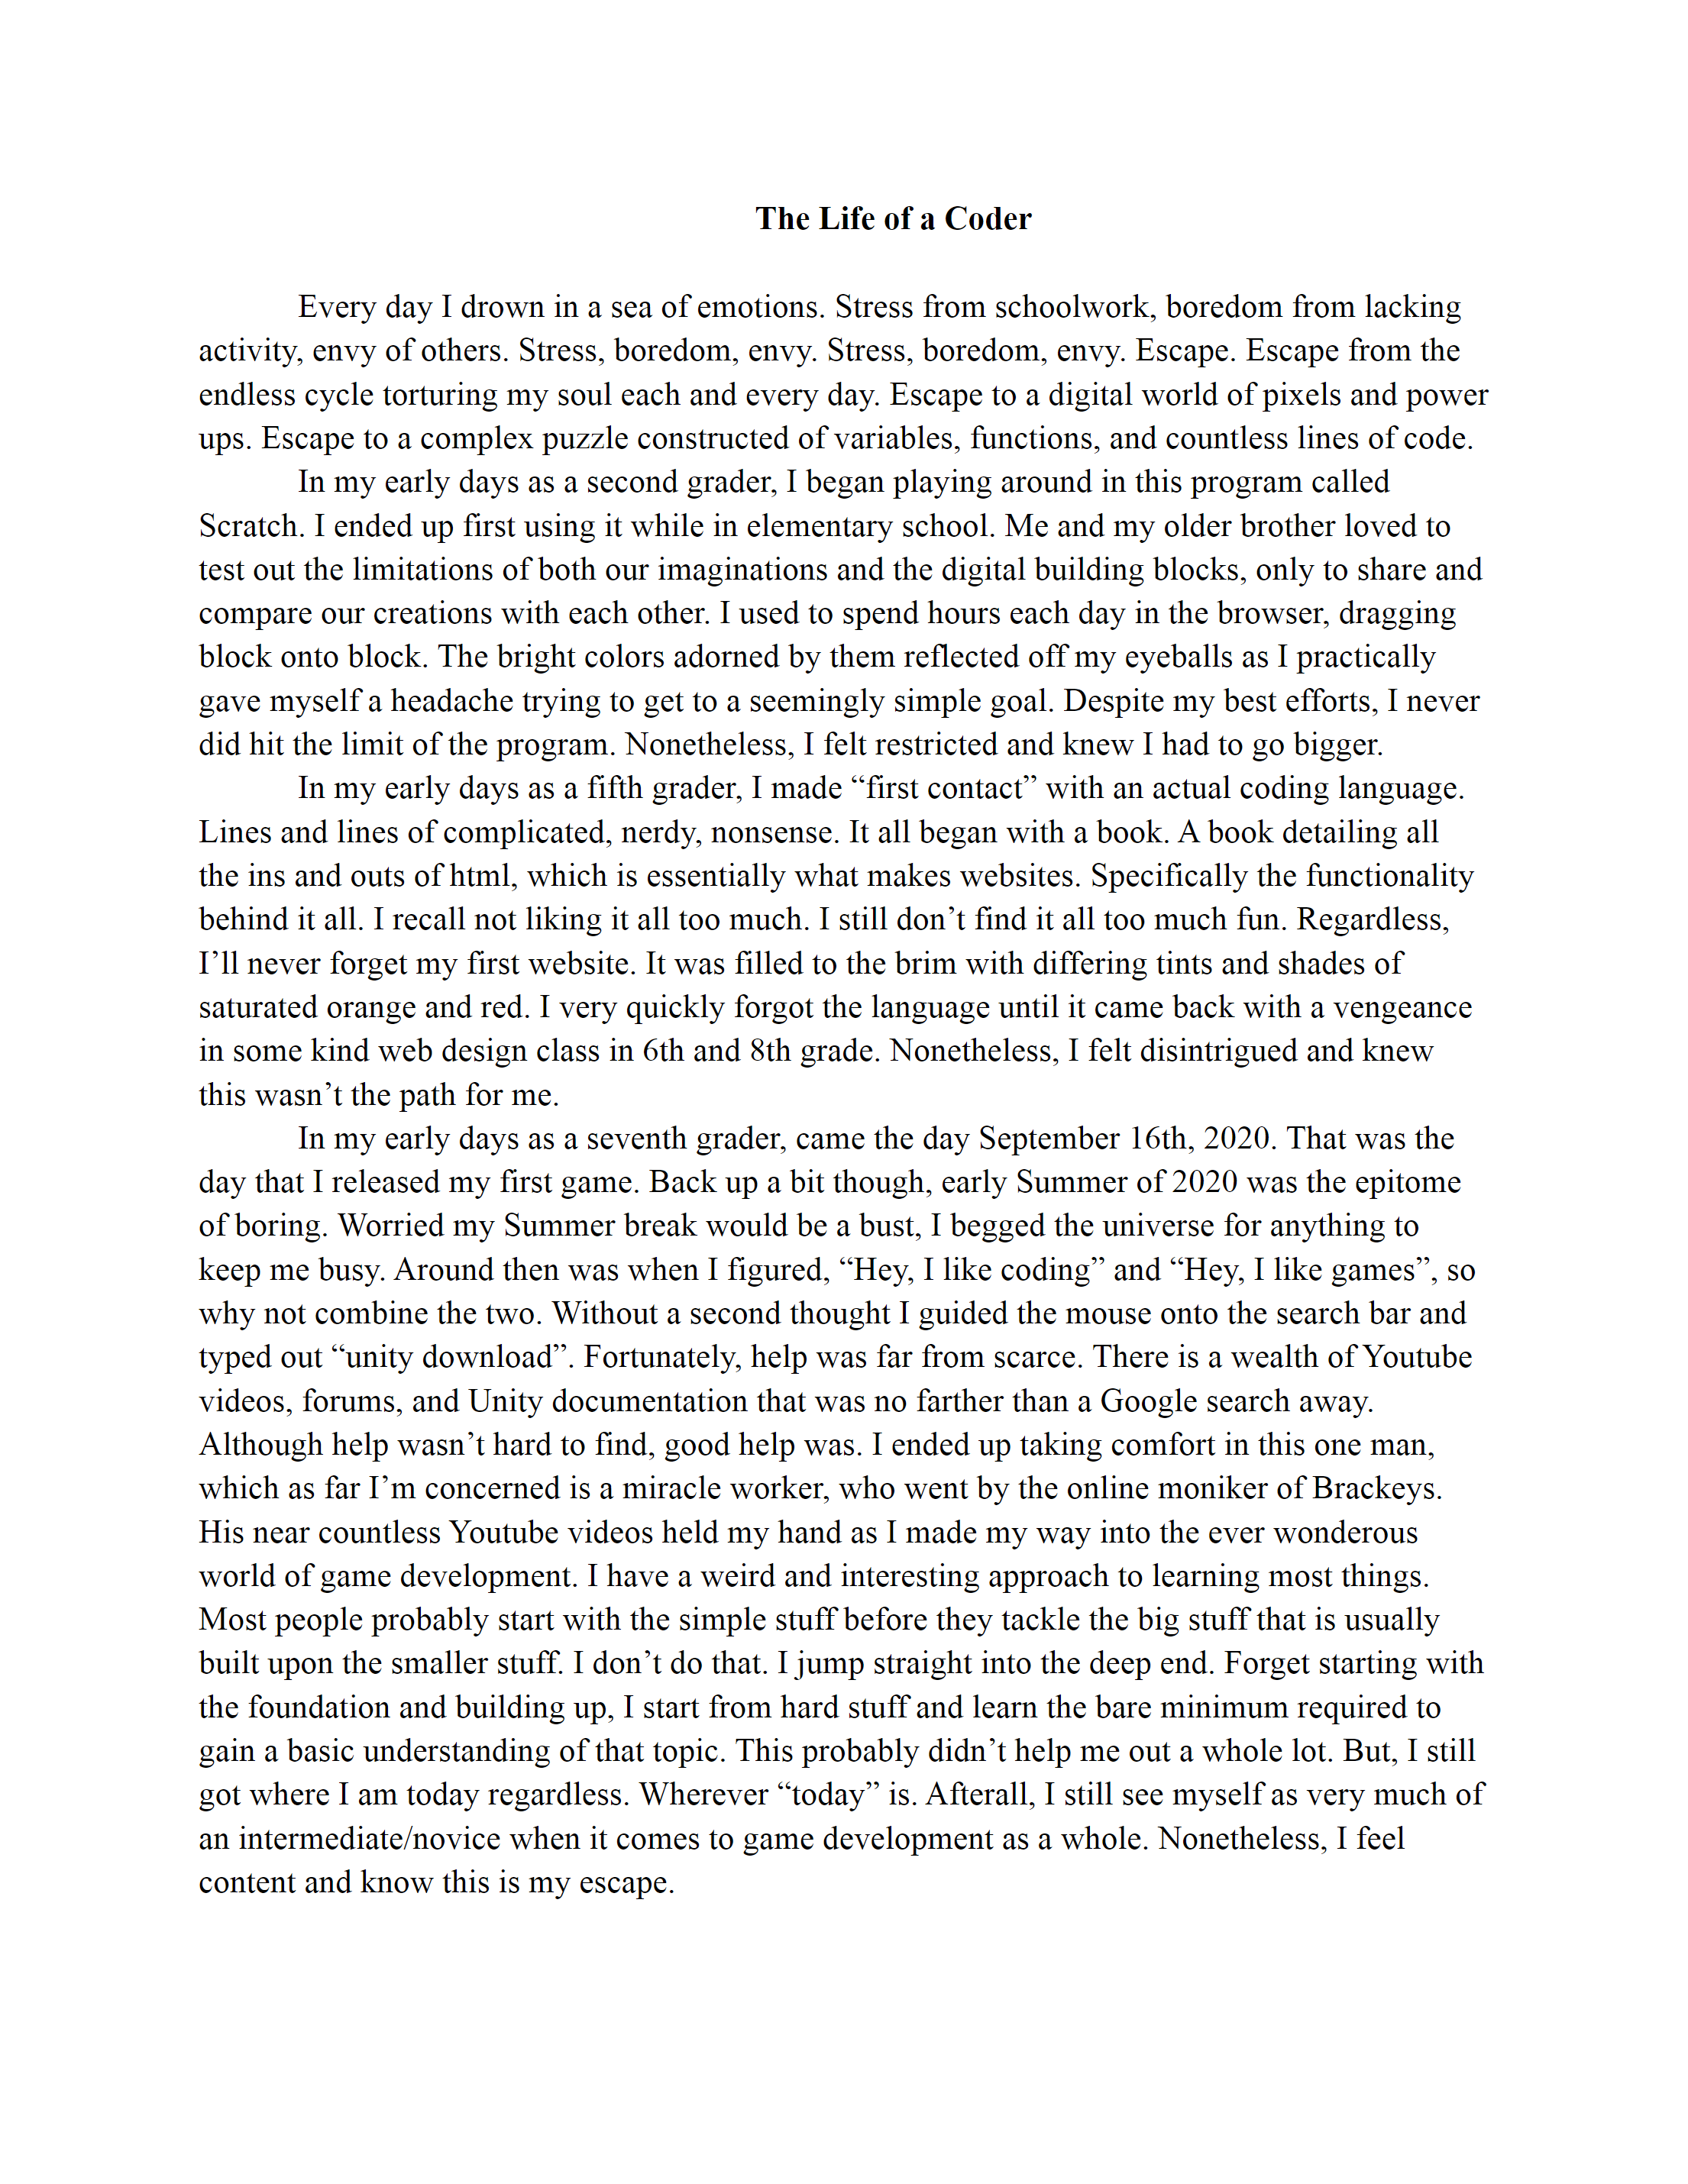 The Life of a Coder
Every day I drown in a sea of emotions. Stress from schoolwork, boredom from lacking
activity, envy of others. Stress, boredom, envy. Stress, boredom, envy. Escape. Escape from the
endless cycle torturing my soul each and every day. Escape to a digital world of pixels and power
ups. Escape to a complex puzzle constructed of variables, functions, and countless lines of code.
In my early days as a second grader, I began playing around in this program called
Scratch. I ended up first using it while in elementary school. Me and my older brother loved to
test out the limitations of both our imaginations and the digital building blocks, only to share and
compare our creations with each other. I used to spend hours each day in the browser, dragging
block onto block. The bright colors adorned by them reflected off my eyeballs as I practically
gave myself a headache trying to get to a seemingly simple goal. Despite my best efforts, I never
did hit the limit of the program. Nonetheless, I felt restricted and knew I had to go bigger.
In my early days as a fifth grader, I made “first contact” with an actual coding language.
Lines and lines of complicated, nerdy, nonsense. It all began with a book. A book detailing all
the ins and outs of html, which is essentially what makes websites. Specifically the functionality
behind it all. I recall not liking it all too much. I still don’t find it all too much fun. Regardless,
I’ll never forget my first website. It was filled to the brim with differing tints and shades of
saturated orange and red. I very quickly forgot the language until it came back with a vengeance
in some kind web design class in 6th and 8th grade. Nonetheless, I felt disintrigued and knew
this wasn’t the path for me.
In my early days as a seventh grader, came the day September 16th, 2020. That was the
day that I released my first game. Back up a bit though, early Summer of 2020 was the epitome
of boring. Worried my Summer break would be a bust, I begged the universe for anything to
keep me busy. Around then was when I figured, “Hey, I like coding” and “Hey, I like games”, so
why not combine the two. Without a second thought I guided the mouse onto the search bar and
typed out “unity download”. Fortunately, help was far from scarce. There is a wealth of Youtube
videos, forums, and Unity documentation that was no farther than a Google search away.
Although help wasn’t hard to find, good help was. I ended up taking comfort in this one man,
which as far I’m concerned is a miracle worker, who went by the online moniker of Brackeys.
His near countless Youtube videos held my hand as I made my way into the ever wonderous
world of game development. I have a weird and interesting approach to learning most things.
Most people probably start with the simple stuff before they tackle the big stuff that is usually
built upon the smaller stuff. I don’t do that. I jump straight into the deep end. Forget starting with
the foundation and building up, I start from hard stuff and learn the bare minimum required to
gain a basic understanding of that topic. This probably didn’t help me out a whole lot. But, I still
got where I am today regardless. Wherever “today” is. Afterall, I still see myself as very much of
an intermediate/novice when it comes to game development as a whole. Nonetheless, I feel
content and know this is my escape.